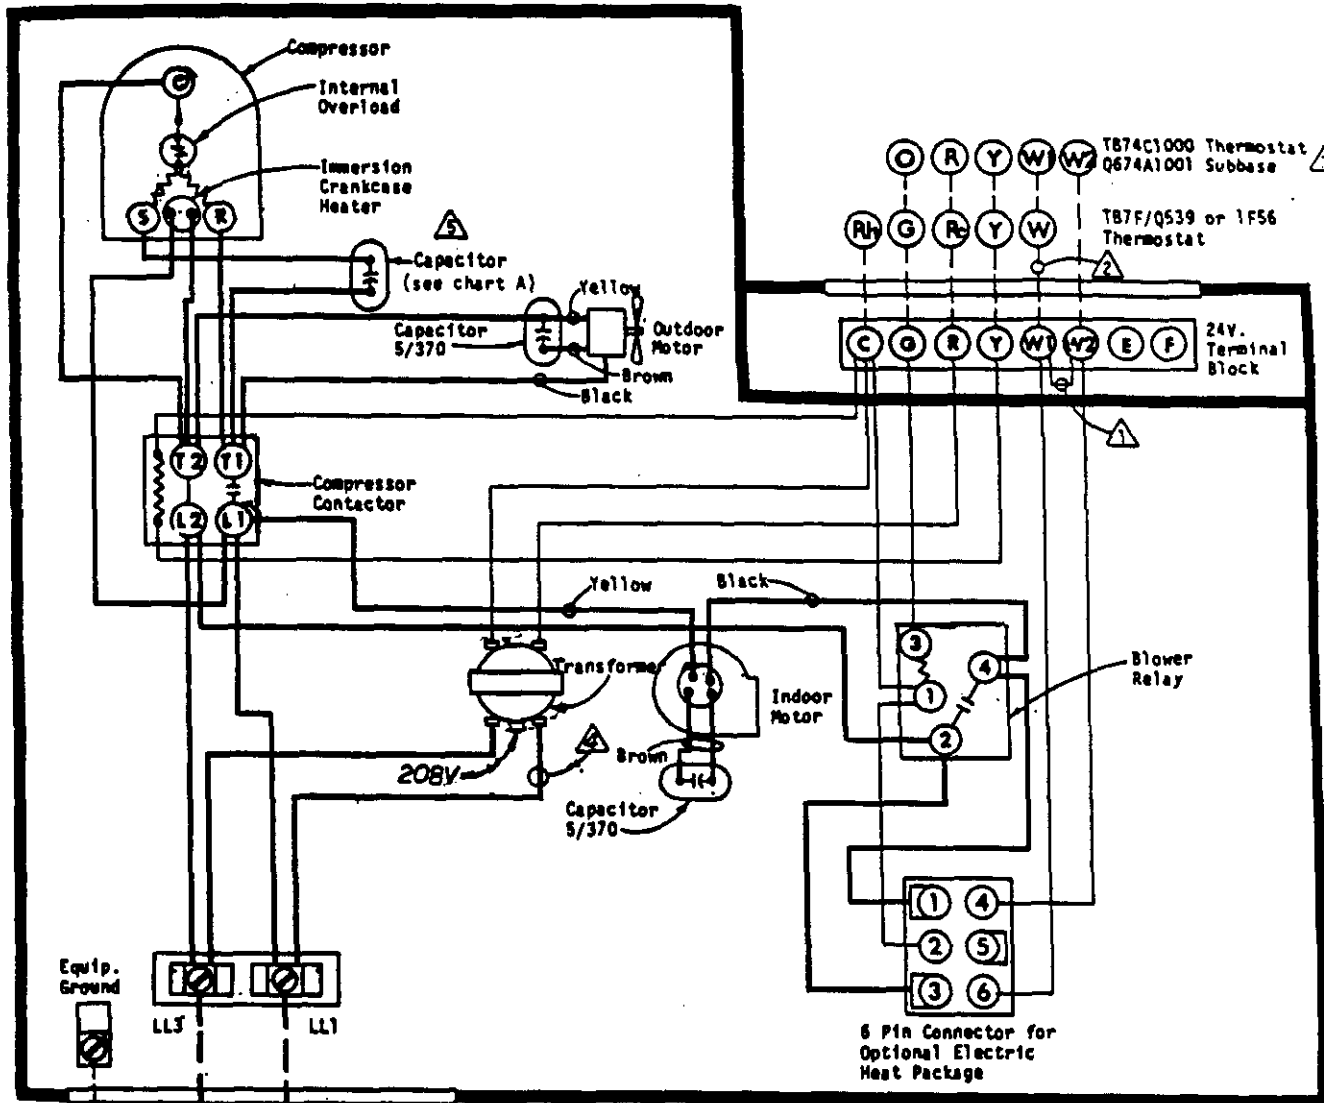 Compressor
Internal
Overload
C
Immersion
Crankcase
Heater
S
R
5
Capacitor
(see chart A)
Yellow
Capacitor
5/370
Outdoor
Motor
Brown
Black
O R Y W1 W2
TB74C1000 Thermostat
Q674A1001 Subbase
Rh G Rc Y W
TB7F/Q539 or 1F56
Thermostat
2
C G R Y W1 W2 E F
24V.
Terminal
Block
1
T2 T1
L2 L1
Compressor
Contactor
Yellow
Black
Transformer
208V
4
Indoor
Motor
Brown
Capacitor
5/370
3
4
1
2
Blower
Relay
1 4
2 5
3 6
6 Pin Connector for
Optional Electric
Heat Package
Equip.
Ground
LL3
LL1